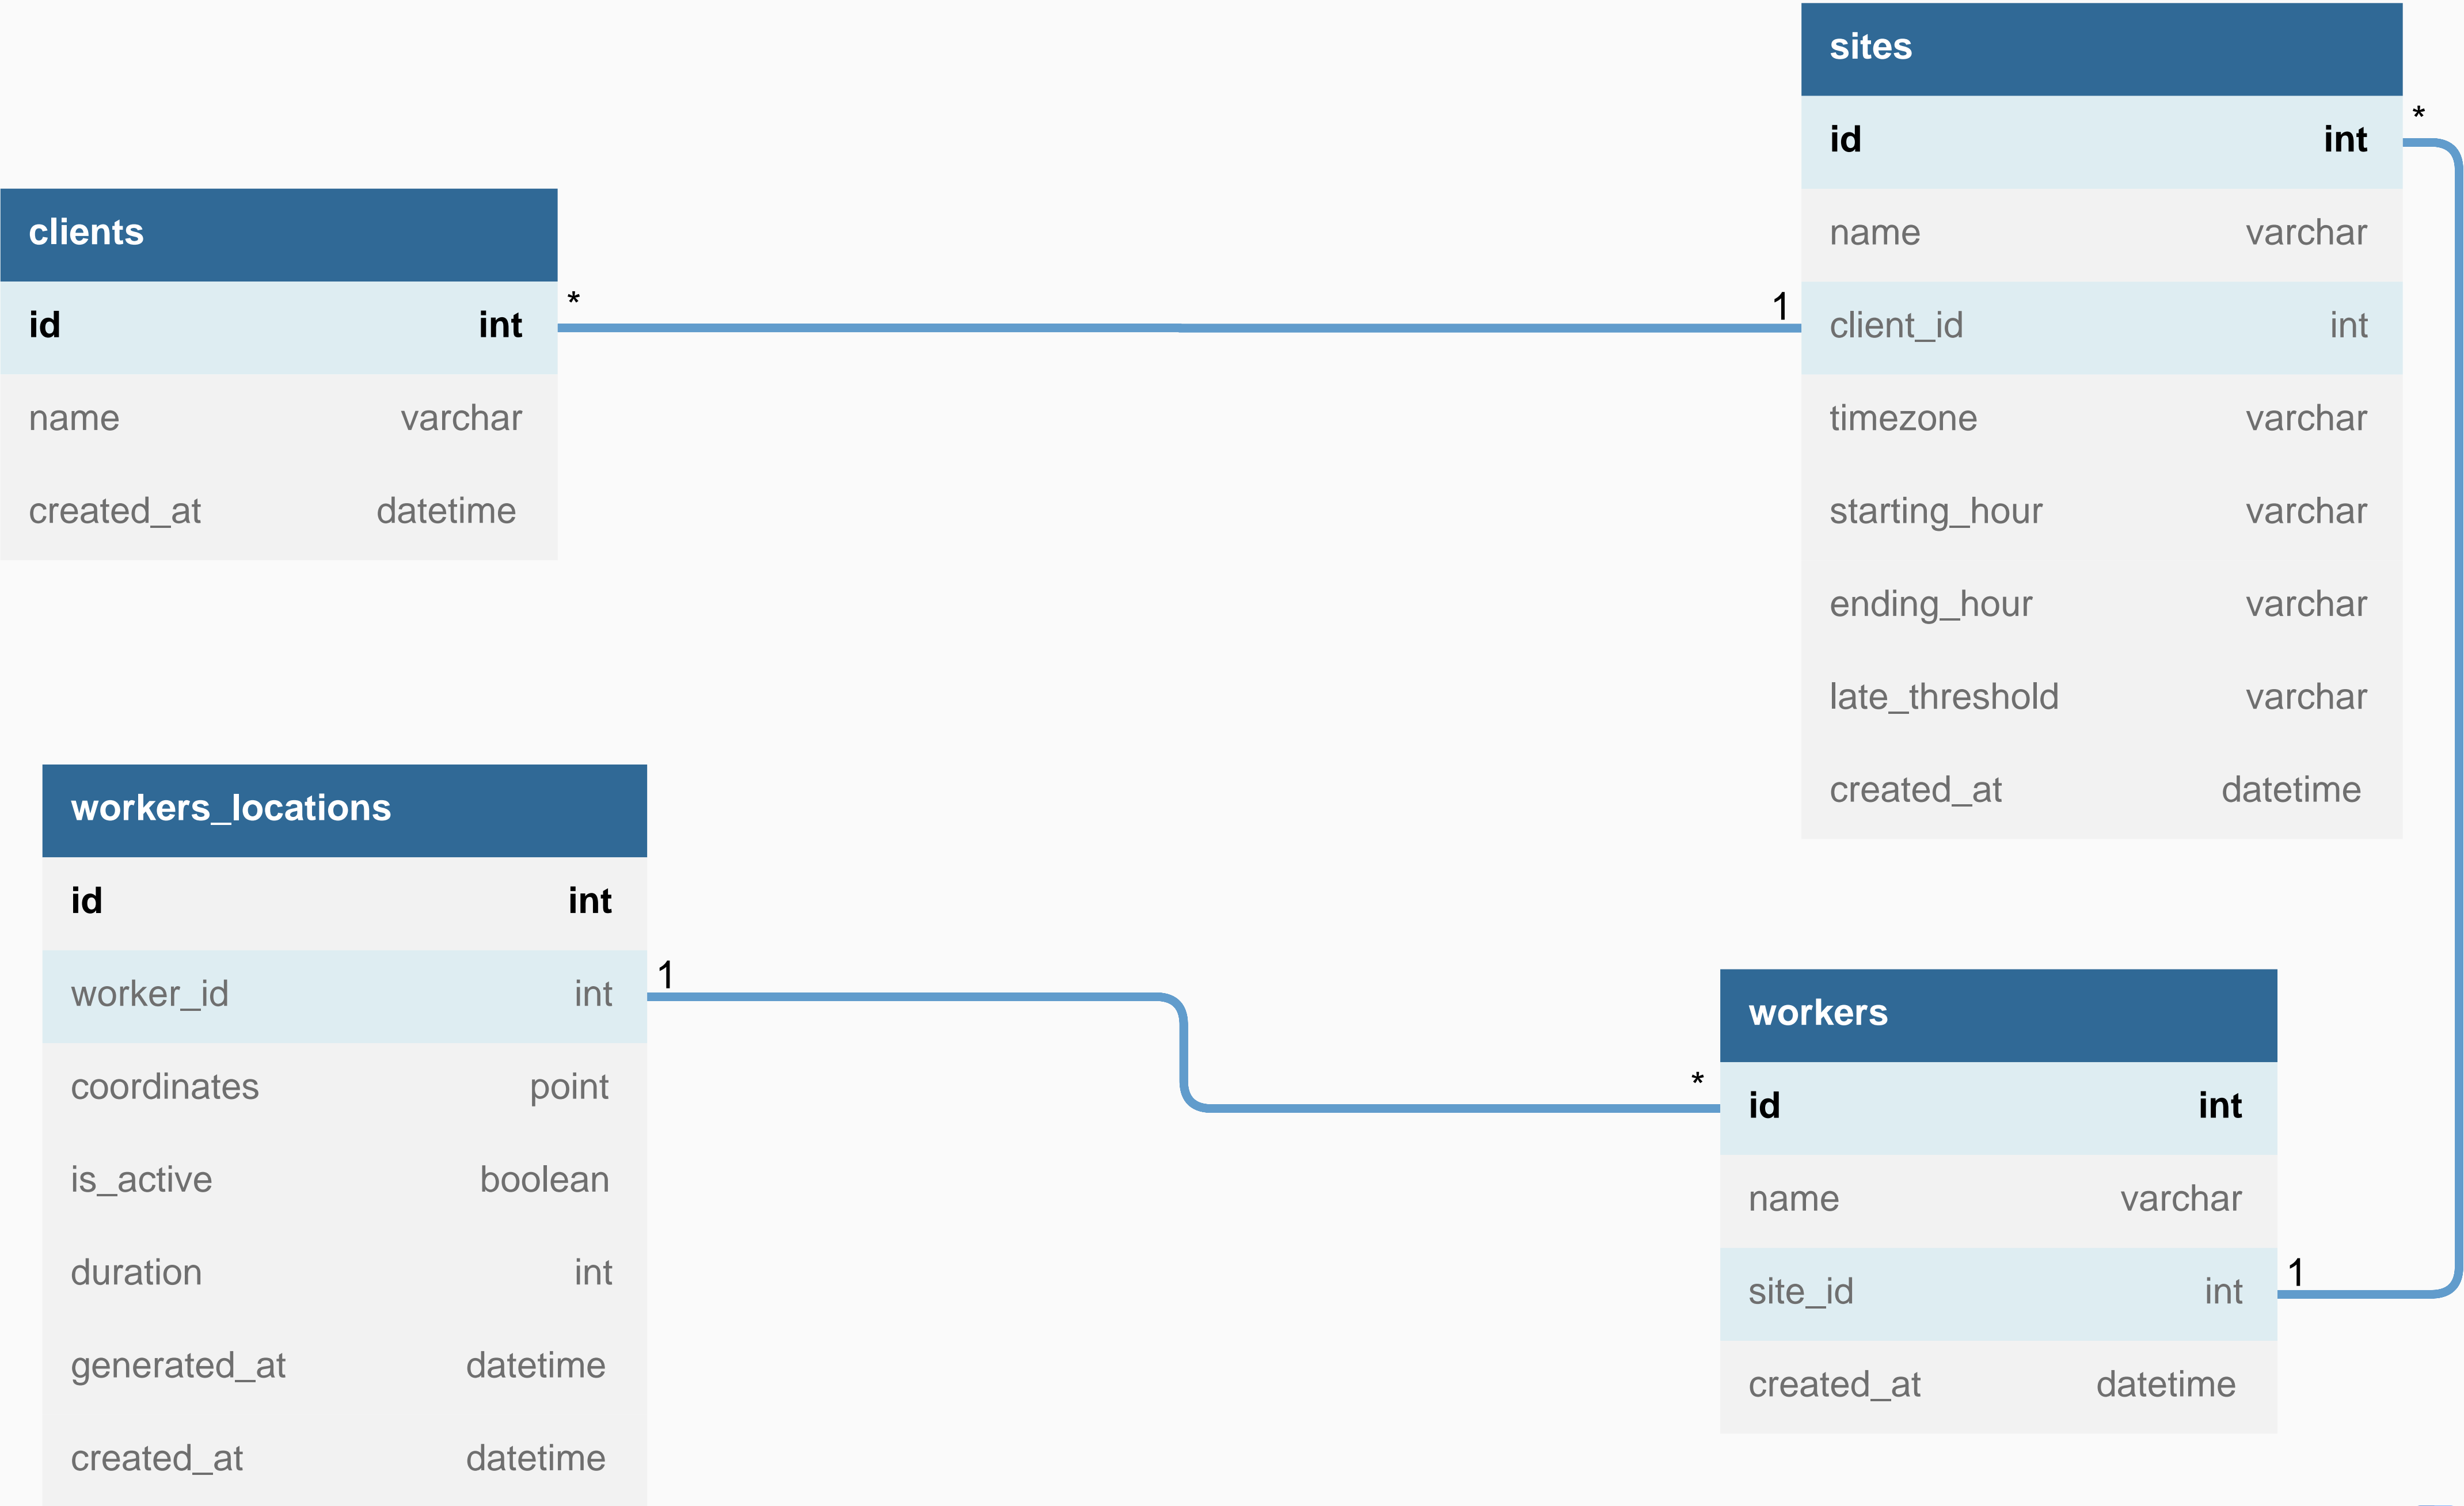 clients
id int
name varchar
created_at datetime
*
1
sites
id int
name varchar
client_id int
timezone varchar
starting_hour varchar
ending_hour varchar
late_threshold varchar
created_at datetime
*
workers_locations
id int
worker_id int
coordinates point
is_active boolean
duration int
generated_at datetime
created_at datetime
1
*
workers
id int
name varchar
site_id int
created_at datetime
1